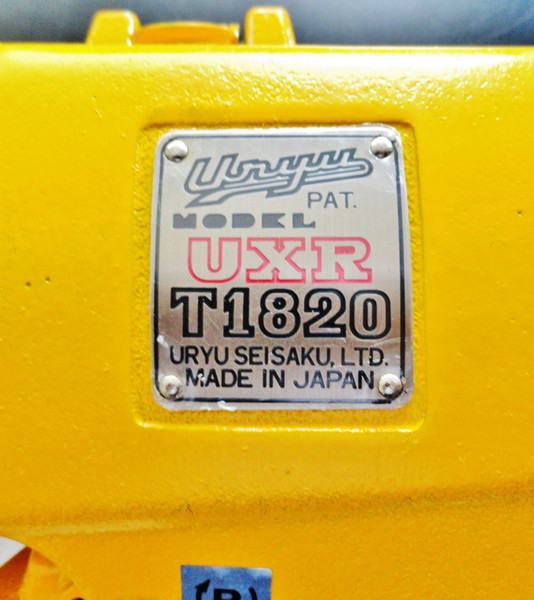 Uryu
PAT.
MODEL
UXR
T1820
URYU SEISAKU, LTD.
MADE IN JAPAN
(R)